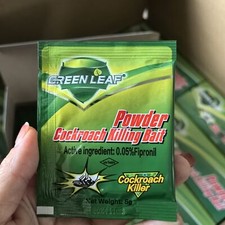 GREEN LEAF
Powder
Cockroach Killing Bait
Active ingredient: 0.05%Fipronil
Cockroach
Killer
Net Weight: 5g